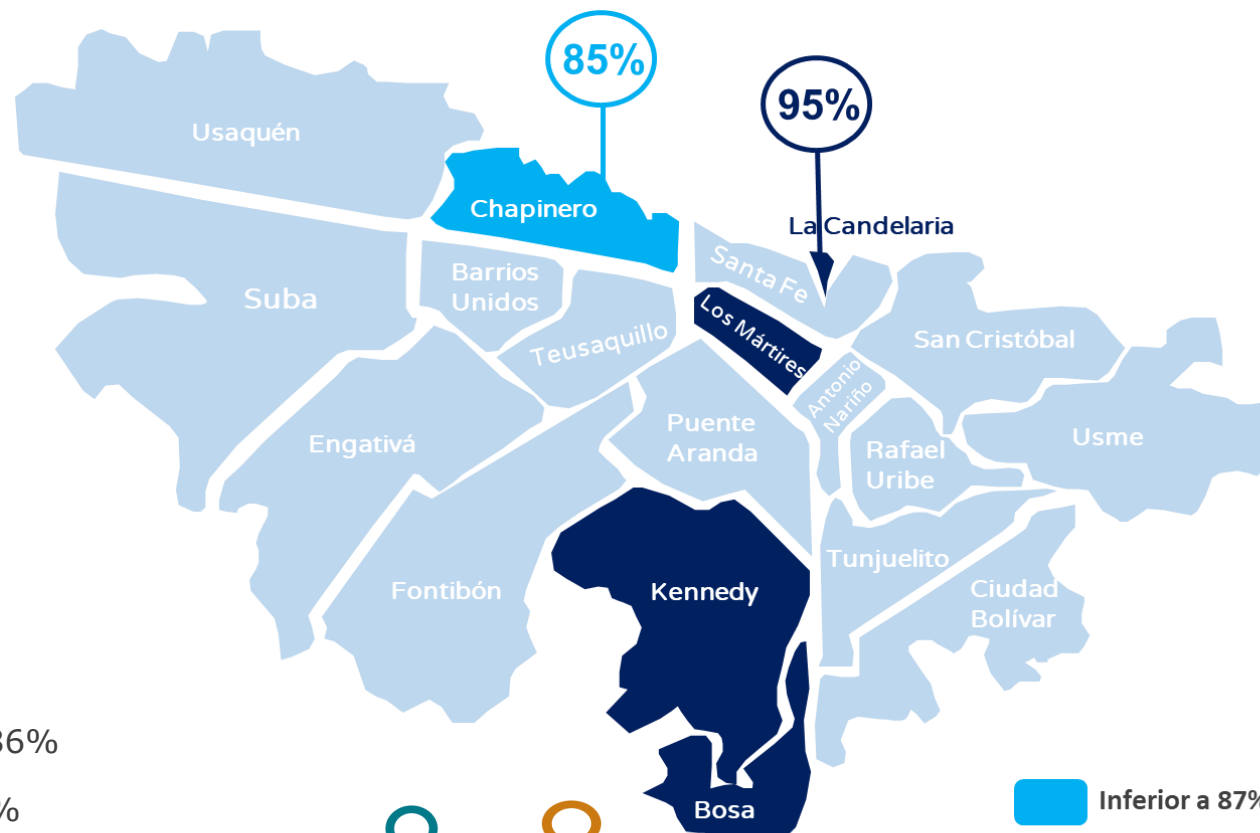 85%
95%
Usaquén
Chapinero
La Candelaria
Santa Fe
Barrios
Unidos
Suba
Los Mártires
Teusaquillo
San Cristóbal
Antonio
Nariño
Puente
Aranda
Engativá
Rafael
Uribe
Usme
Tunjuelito
Fontibón
Kennedy
Ciudad
Bolívar
36%
%
Bosa
Inferior a 87%